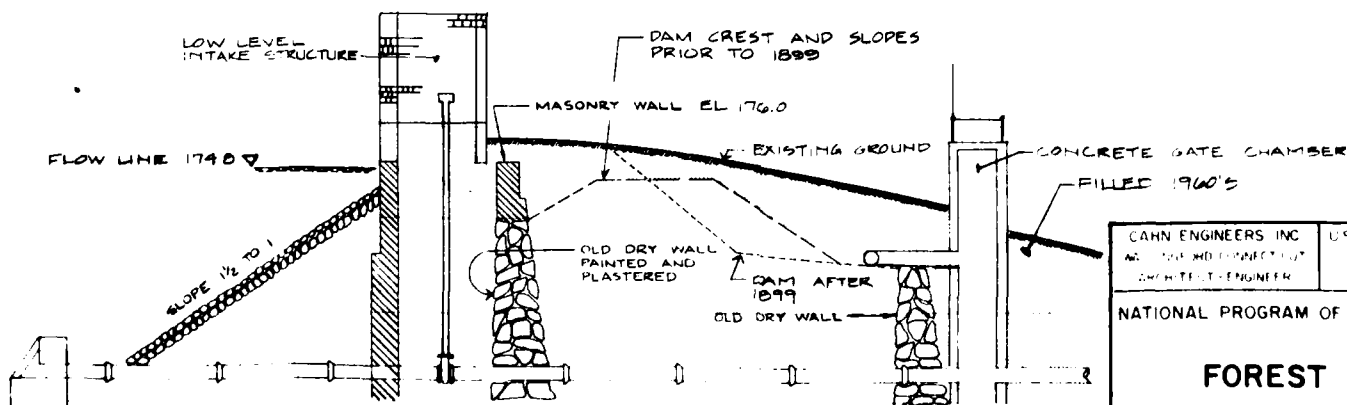 LOW LEVEL
INTAKE STRUCTURE
DAM CREST AND SLOPES
PRIOR TO 1899
MASONRY WALL EL 176.0
FLOW LINE 174.8
EXISTING GROUND
CONCRETE GATE CHAMBER
FILLED 1960'S
SLOPE 1½ TO 1
OLD DRY WALL
PAINTED AND
PLASTERED
DAM AFTER
1899
OLD DRY WALL
CAHN ENGINEERS INC
CONNECTICUT
ARCHITECT-ENGINEER
NATIONAL PROGRAM OF
FOREST